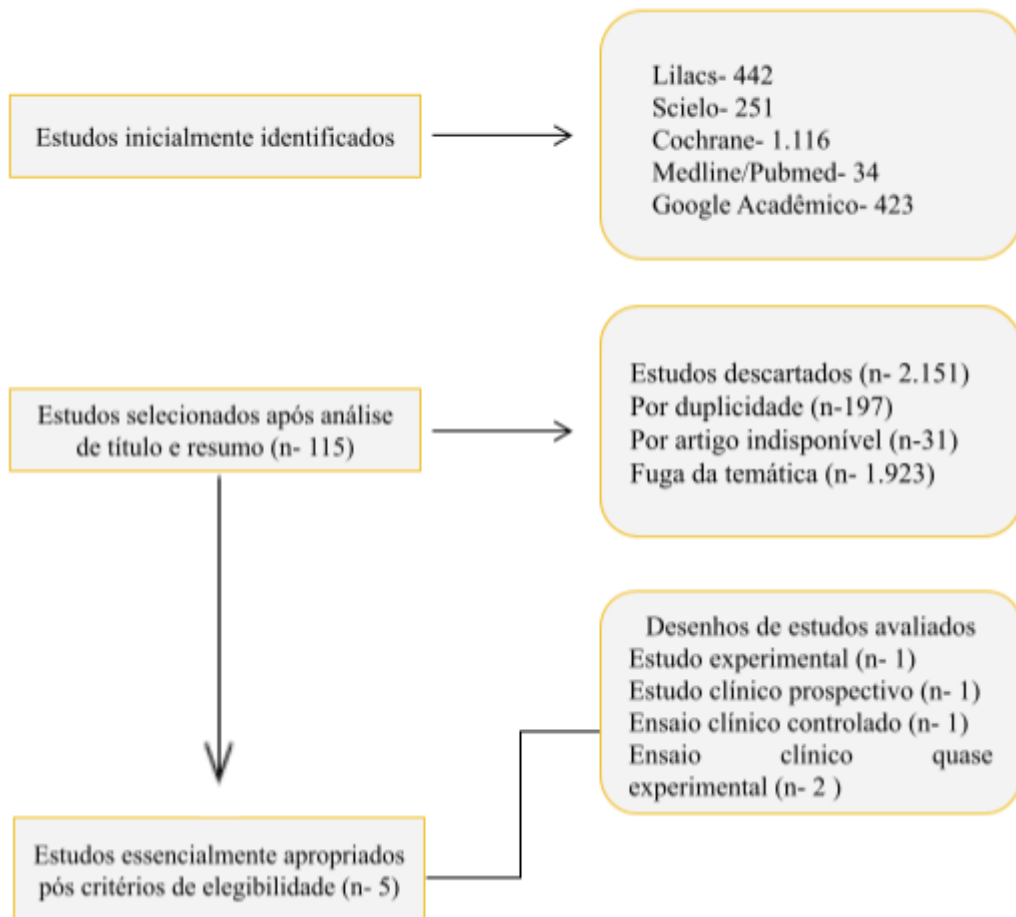 Estudos inicialmente identificados
Lilacs- 442
Scielo- 251
Cochrane- 1.116
Medline/Pubmed- 34
Google Acadêmico- 423
Estudos selecionados após análise
de título e resumo (n- 115)
Estudos descartados (n- 2.151)
Por duplicidade (n-197)
Por artigo indisponível (n-31)
Fuga da temática (n- 1.923)
Desenhos de estudos avaliados
Estudo experimental (n- 1)
Estudo clínico prospectivo (n- 1)
Ensaio clínico controlado (n- 1)
Ensaio clínico quase
experimental (n- 2 )
Estudos essencialmente apropriados
pós critérios de elegibilidade (n- 5)